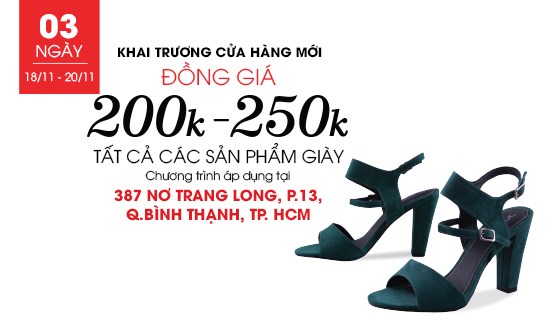 03
NGÀY
18/11 - 20/11
KHAI TRƯƠNG CỬA HÀNG MỚI
ĐỒNG GIÁ
200k - 250k
TẤT CẢ CÁC SẢN PHẨM GIÀY
Chương trình áp dụng tại
387 NƠ TRANG LONG, P.13,
Q.BÌNH THẠNH, TP. HCM